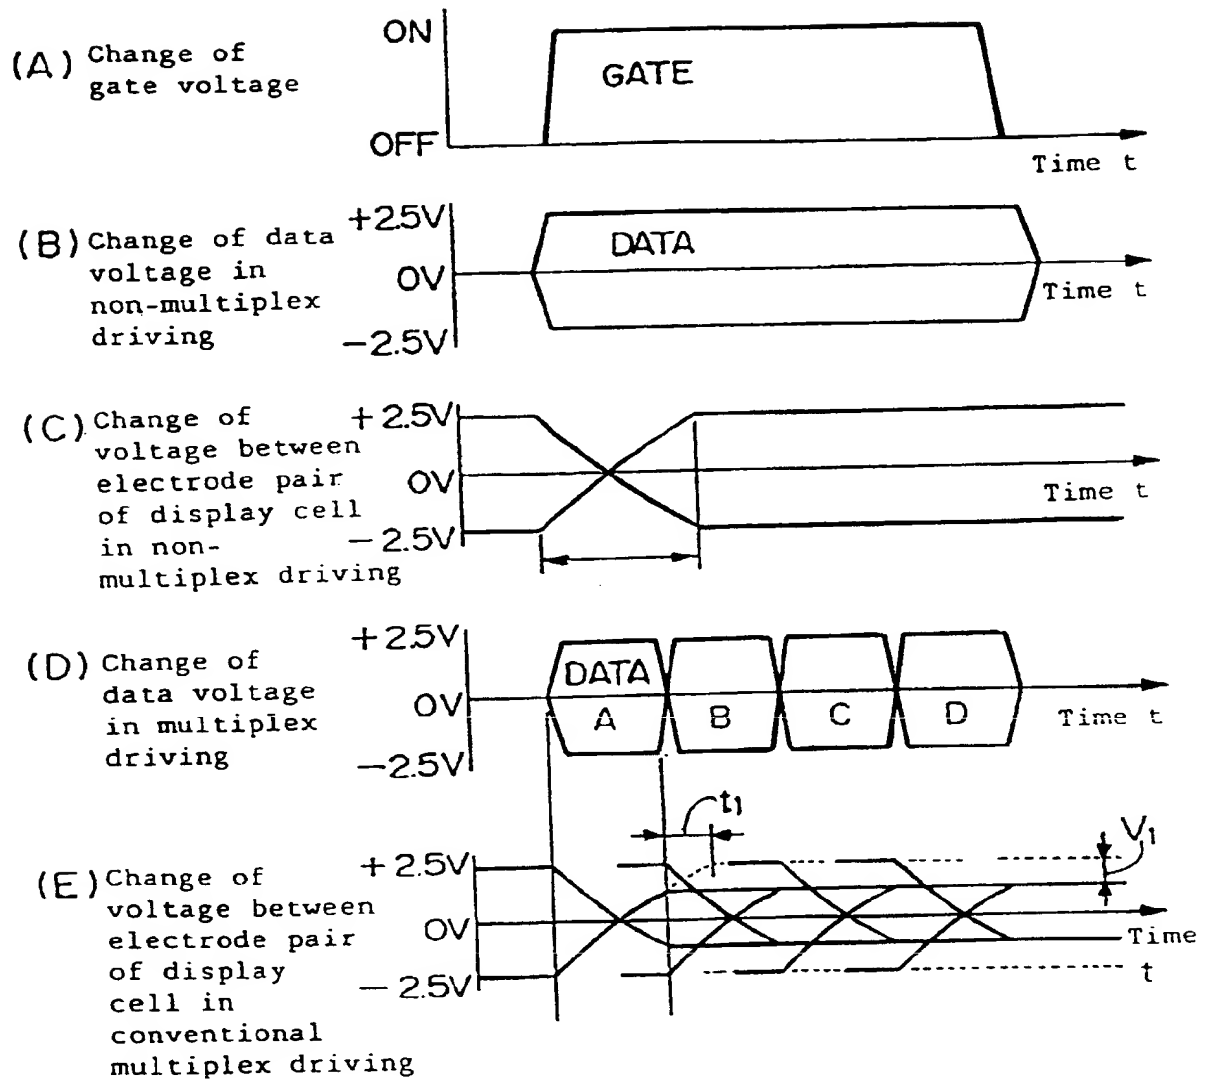 (A) Change of
gate voltage
ON
GATE
OFF
Time t
(B) Change of data
voltage in
non-multiplex
driving
+2.5V
DATA
0V
Time t
−2.5V
(C) Change of
voltage between
electrode pair
of display cell
in non-
multiplex driving
+2.5V
0V
Time t
−2.5V
(D) Change of
data voltage
in multiplex
driving
+2.5V
DATA
0V
A B C D
Time t
−2.5V
(E) Change of
voltage between
electrode pair
of display
cell in
conventional
multiplex driving
t1
V1
+2.5V
0V
Time
t
−2.5V